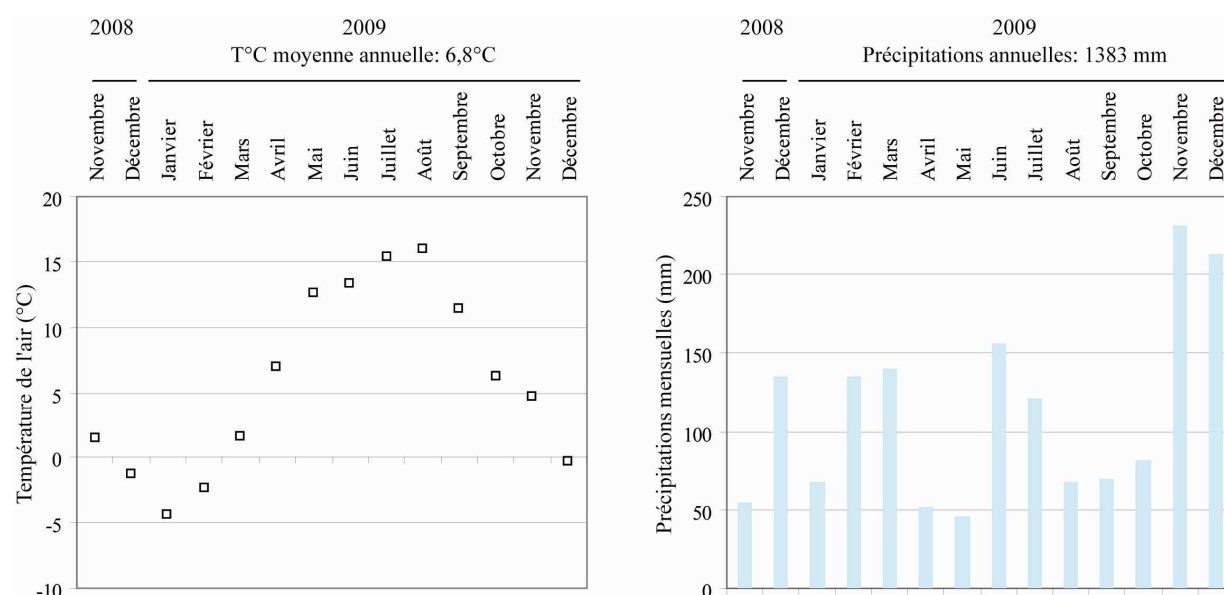 2008
2009
T°C moyenne annuelle: 6,8°C
Novembre
Décembre
Janvier
Février
Mars
Avril
Mai
Juin
Juillet
Août
Septembre
Octobre
Novembre
Décembre
Température de l'air (°C)
20
15
10
5
0
-5
-10
2008
2009
Précipitations annuelles: 1383 mm
Novembre
Décembre
Janvier
Février
Mars
Avril
Mai
Juin
Juillet
Août
Septembre
Octobre
Novembre
Décembre
Précipitations mensuelles (mm)
250
200
150
100
50
0